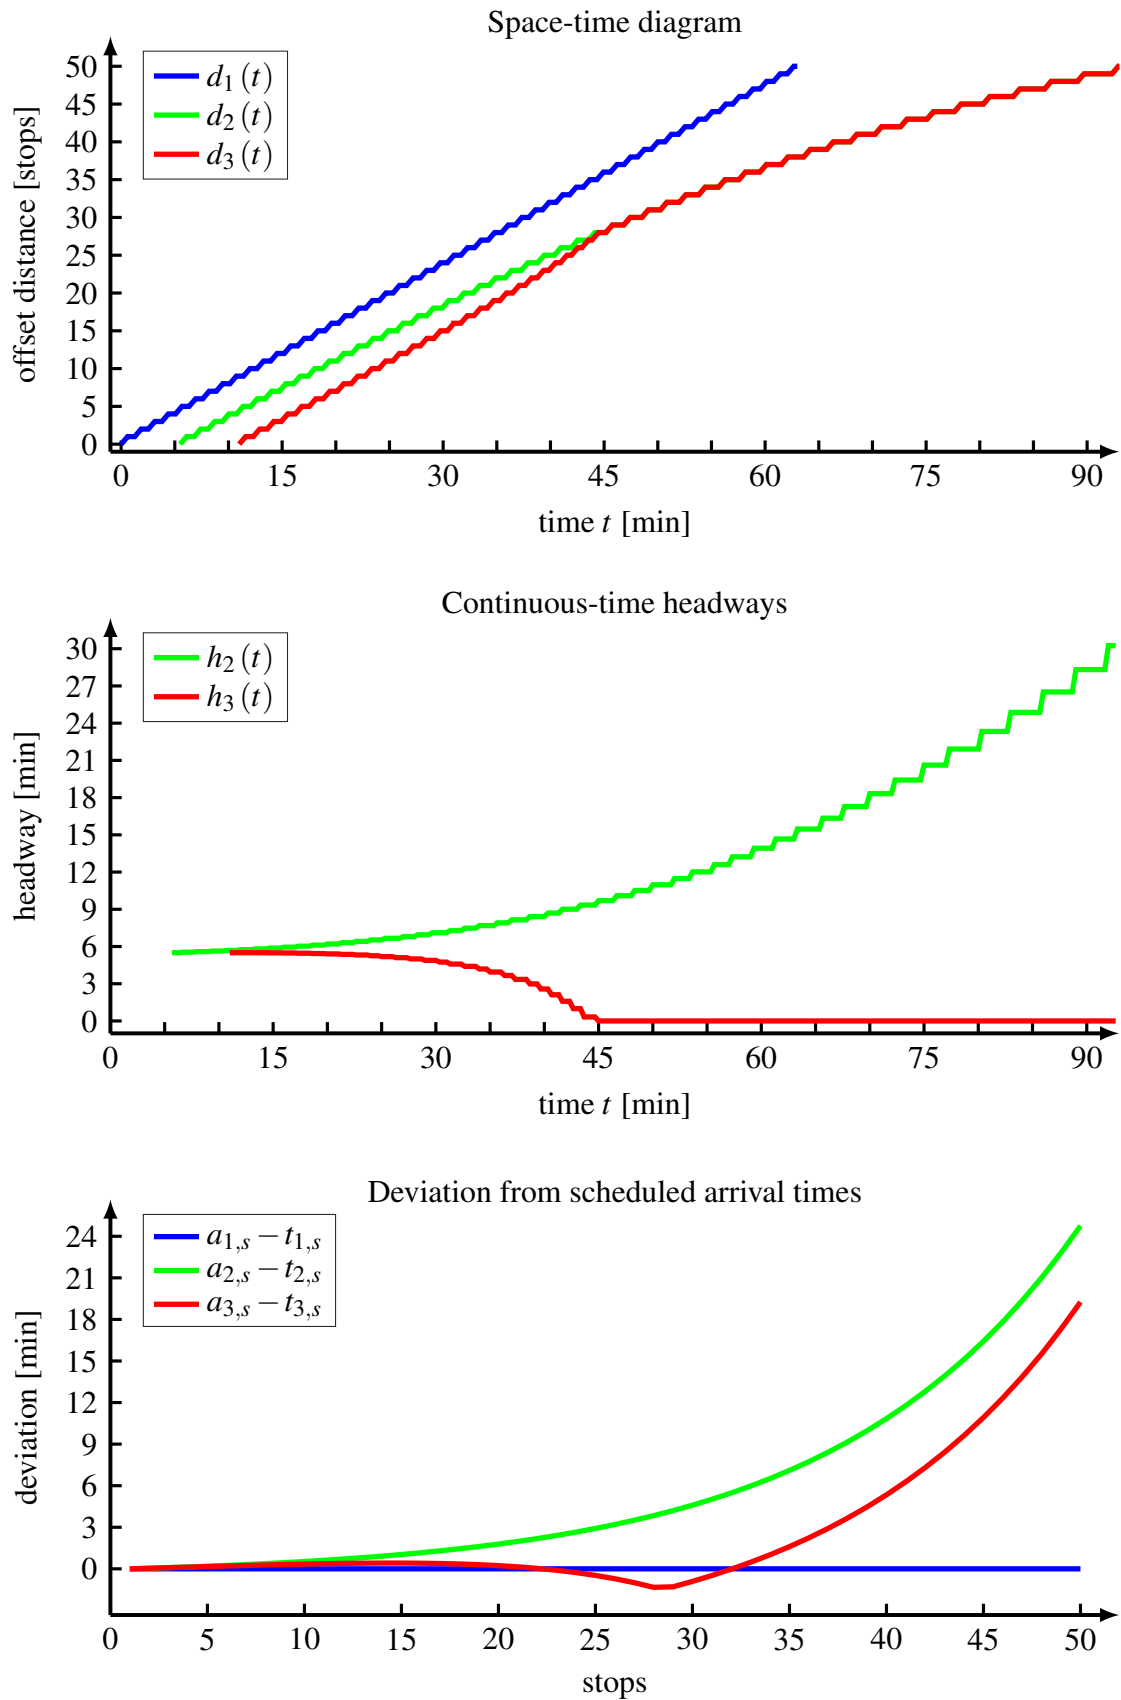 Space-time diagram
d1 (t)
d2 (t)
d3 (t)
offset distance [stops]
50
45
40
35
30
25
20
15
10
5
0
0 15 30 45 60 75 90
time t [min]
Continuous-time headways
h2 (t)
h3 (t)
headway [min]
30
27
24
21
18
15
12
9
6
3
0
0 15 30 45 60 75 90
time t [min]
Deviation from scheduled arrival times
a1,s − t1,s
a2,s − t2,s
a3,s − t3,s
deviation [min]
24
21
18
15
12
9
6
3
0
0 5 10 15 20 25 30 35 40 45 50
stops